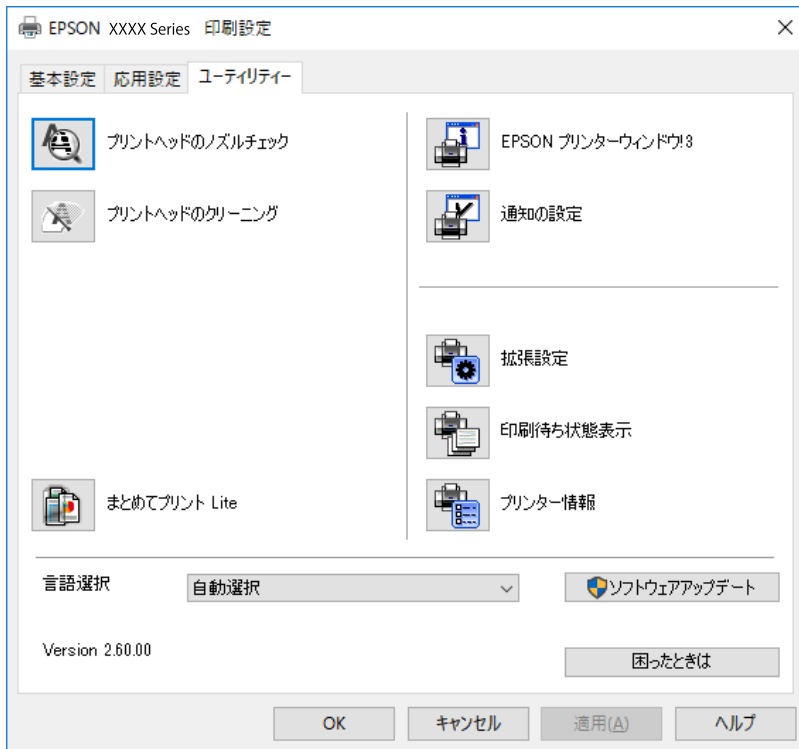 EPSON XXXX Series 印刷設定
基本設定 応用設定 ユーティリティー
プリントヘッドのノズルチェック
プリントヘッドのクリーニング
まとめてプリント Lite
EPSON プリンターウィンドウ!3
通知の設定
拡張設定
印刷待ち状態表示
プリンター情報
言語選択 自動選択 ソフトウェアアップデート
Version 2.60.00
困ったときは
OK キャンセル 適用(A) ヘルプ